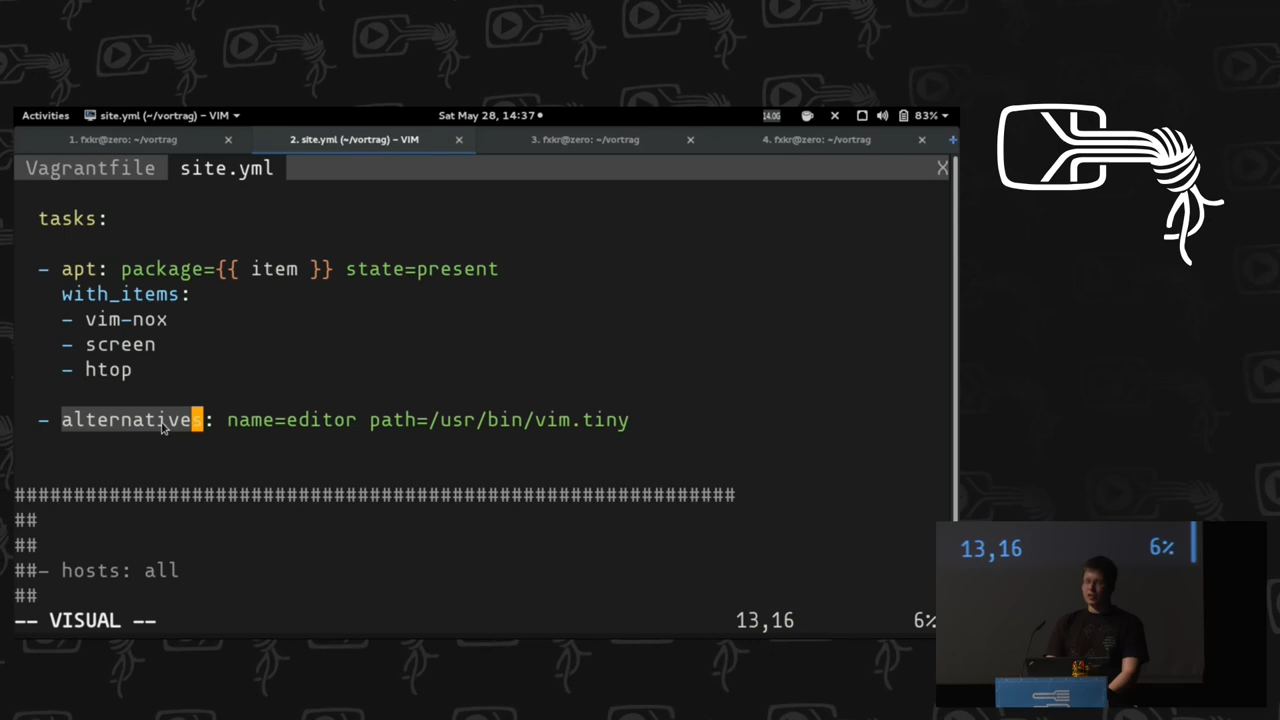 Activities site.yml (~/vortrag) – VIM Sat May 28, 14:37 83%
1. fxkr@zero: ~/vortrag 2. site.yml (~/vortrag) – VIM 3. fxkr@zero: ~/vortrag 4. fxkr@zero: ~/vortrag
Vagrantfile site.yml X
tasks:
- apt: package={{ item }} state=present
with_items:
- vim-nox
- screen
- htop
- alternatives: name=editor path=/usr/bin/vim.tiny
##############################################################
##
##
##- hosts: all
##
-- VISUAL -- 13,16 6%
13,16 6%